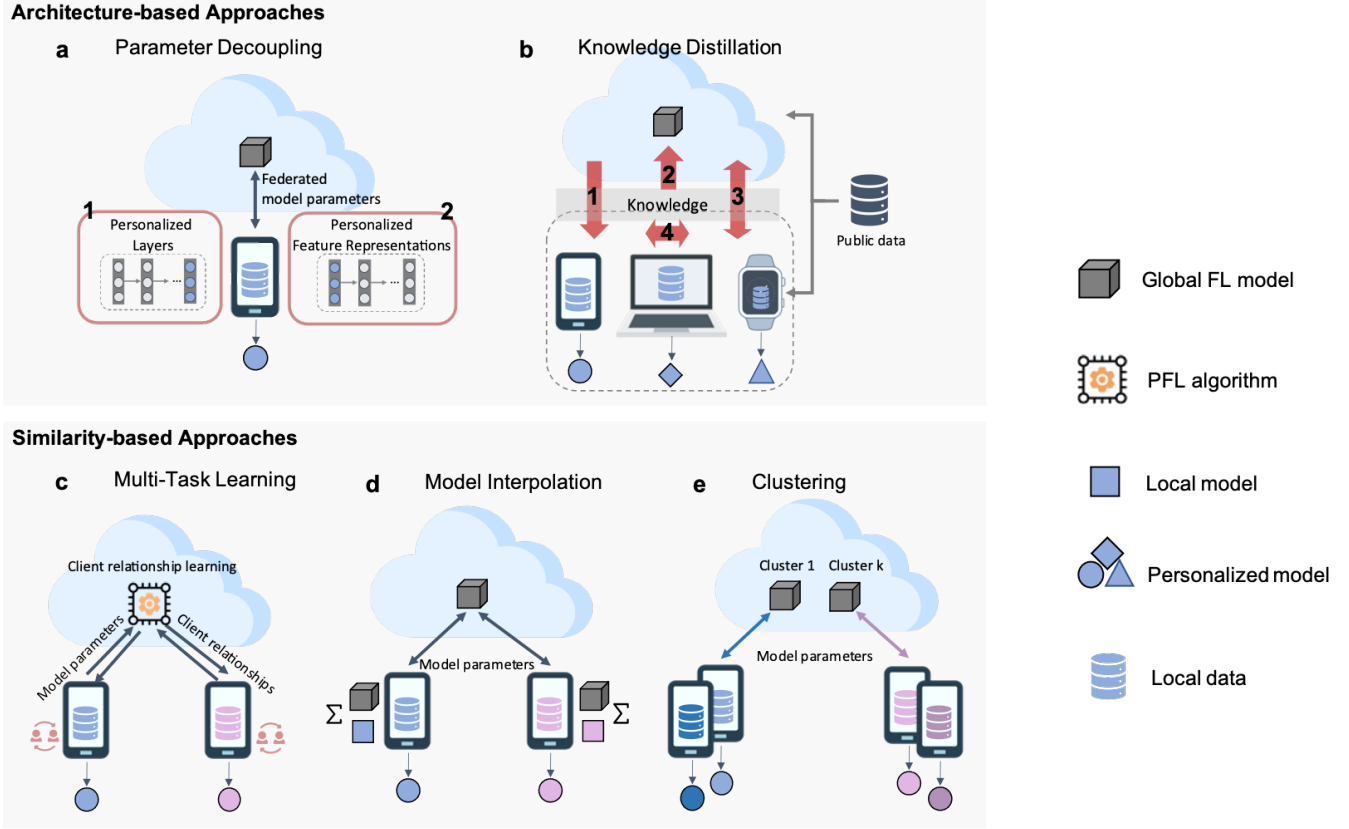 Architecture-based Approaches
a Parameter Decoupling
Federated
model parameters
1
Personalized
Layers
...
2
Personalized
Feature Representations
...
b Knowledge Distillation
1
2
3
Knowledge
4
Public data
Similarity-based Approaches
c Multi-Task Learning
Client relationship learning
Model parameters
Client relationships
d Model Interpolation
Model parameters
Σ
Σ
e Clustering
Cluster 1 Cluster k
Model parameters
Global FL model
PFL algorithm
Local model
Personalized model
Local data